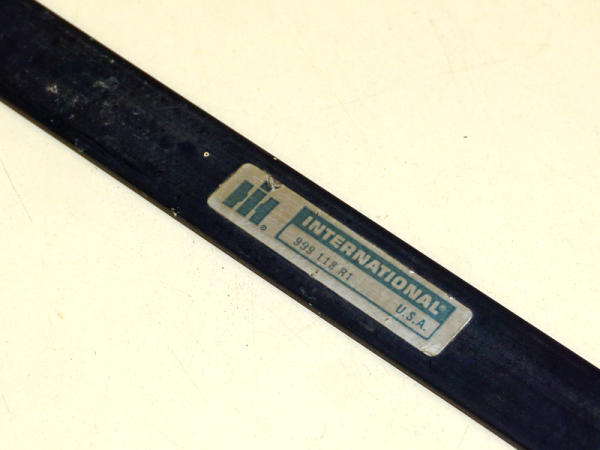 INTERNATIONAL®
999 118 R1
U.S.A.
®